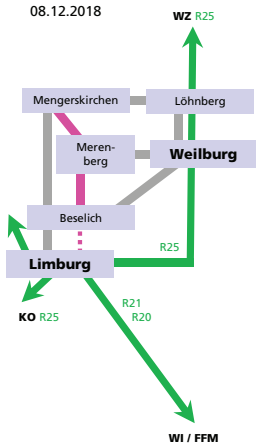 08.12.2018
WZ R25
Mengerskirchen
Löhnberg
Meren-
berg
Weilburg
Beselich
R25
Limburg
R21
KO R25
R20
WI / FFM